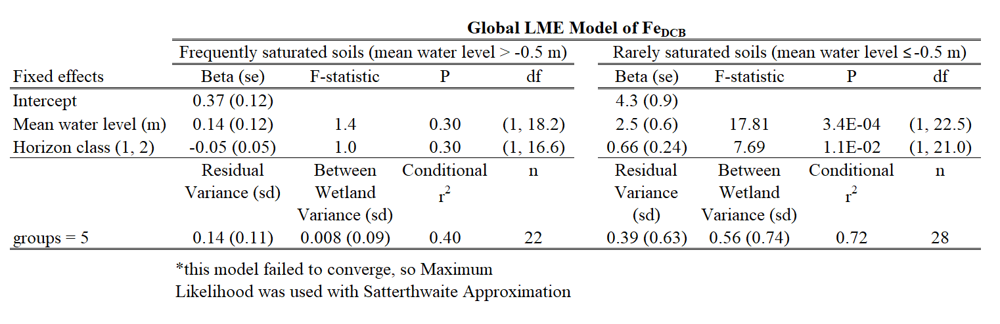 Global LME Model of FeDCB
Frequently saturated soils (mean water level > -0.5 m) Rarely saturated soils (mean water level ≤ -0.5 m)
Fixed effects Beta (se) F-statistic P df Beta (se) F-statistic P df
Intercept 0.37 (0.12) 4.3 (0.9)
Mean water level (m) 0.14 (0.12) 1.4 0.30 (1, 18.2) 2.5 (0.6) 17.81 3.4E-04 (1, 22.5)
Horizon class (1, 2) -0.05 (0.05) 1.0 0.30 (1, 16.6) 0.66 (0.24) 7.69 1.1E-02 (1, 21.0)
Residual Between Conditional n Residual Between Conditional n
Variance (sd) Wetland r2 Variance Wetland r2
Variance (sd) (sd) Variance (sd)
groups = 5 0.14 (0.11) 0.008 (0.09) 0.40 22 0.39 (0.63) 0.56 (0.74) 0.72 28
*this model failed to converge, so Maximum
Likelihood was used with Satterthwaite Approximation